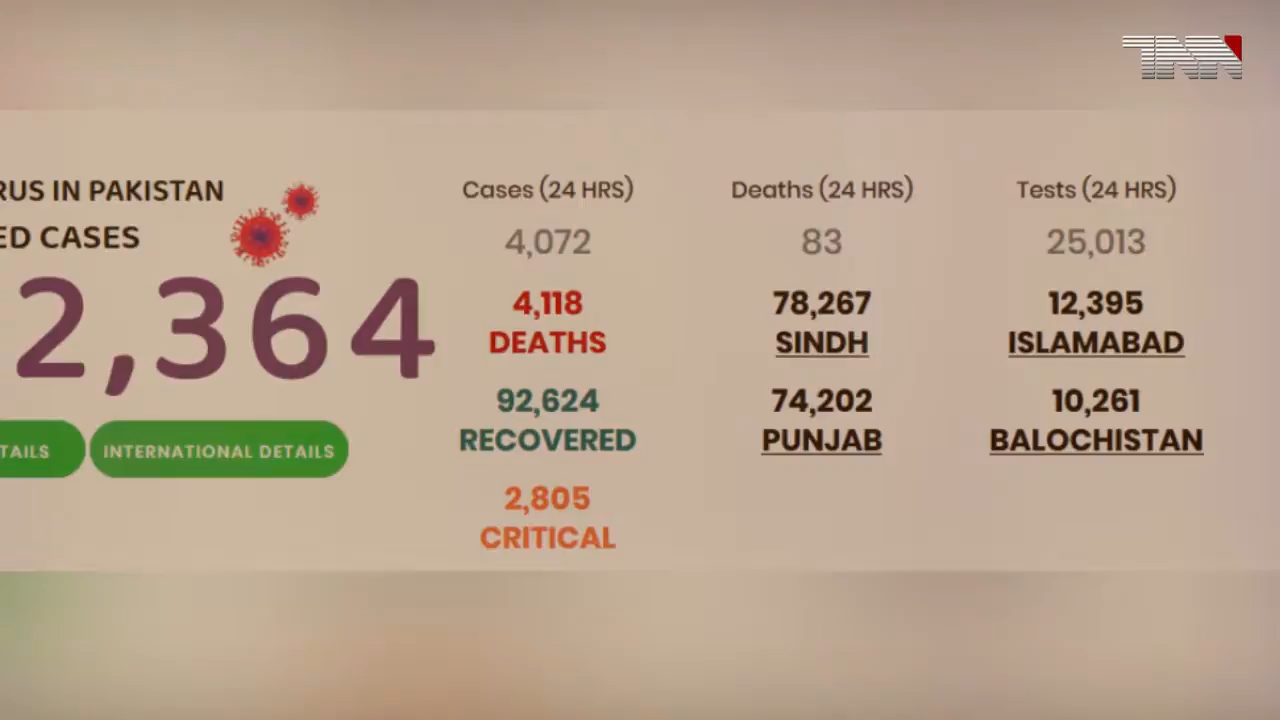 TNN
RUS IN PAKISTAN
ED CASES
2,364
TAILS
INTERNATIONAL DETAILS
Cases (24 HRS)
4,072
4,118
DEATHS
92,624
RECOVERED
2,805
CRITICAL
Deaths (24 HRS)
83
78,267
SINDH
74,202
PUNJAB
Tests (24 HRS)
25,013
12,395
ISLAMABAD
10,261
BALOCHISTAN